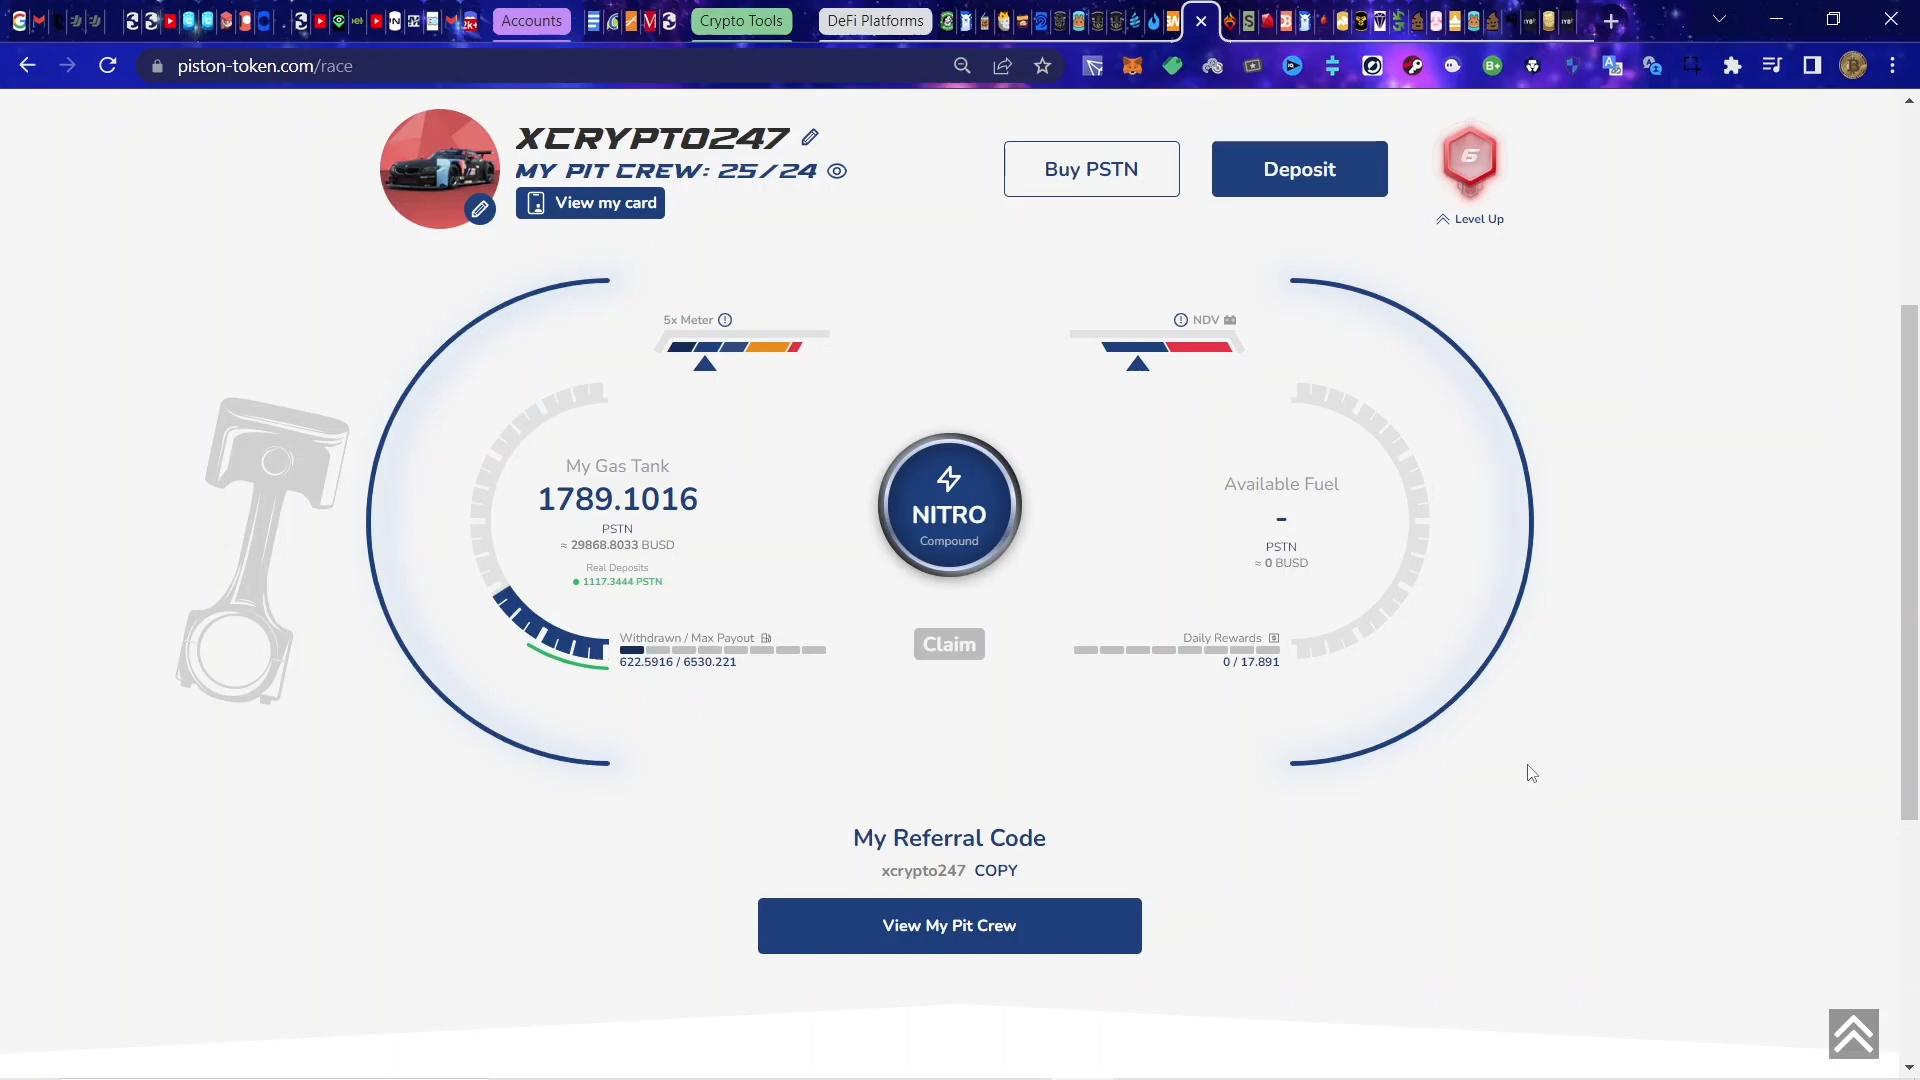 Accounts
Crypto Tools
DeFi Platforms
piston-token.com/race
XCRYPTO247
MY PIT CREW: 25/24
View my card
Buy PSTN
Deposit
6
Level Up
5x Meter
NDV
My Gas Tank
1789.1016
PSTN
≈ 29868.8033 BUSD
Real Deposits
1117.3444 PSTN
NITRO
Compound
Available Fuel
-
PSTN
≈ 0 BUSD
Withdrawn / Max Payout
622.5916 / 6530.221
Claim
Daily Rewards
0 / 17.891
My Referral Code
xcrypto247 COPY
View My Pit Crew